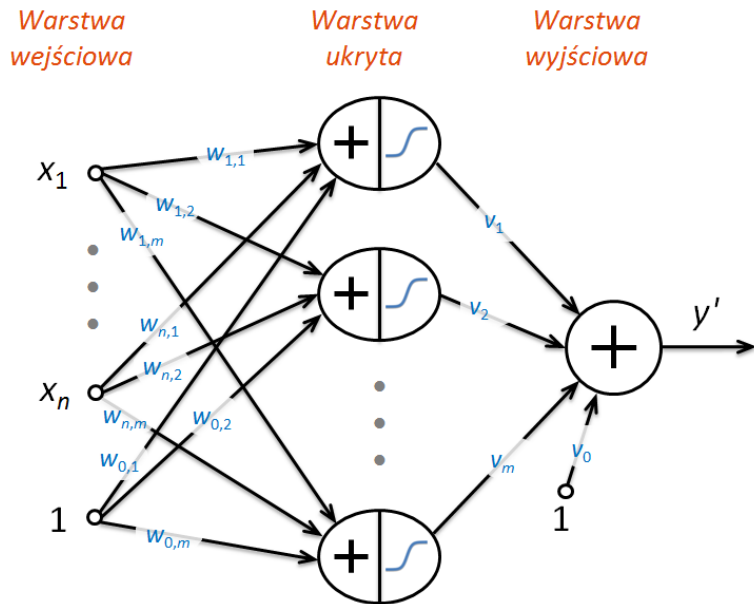 Warstwa
wejściowa
Warstwa
ukryta
Warstwa
wyjściowa
x1
w1,1
w1,2
w1,m
v1
wn,1
v2
y'
xn
wn,2
wn,m
w0,2
w0,1
vm
v0
1
w0,m
1
+
+
+
+